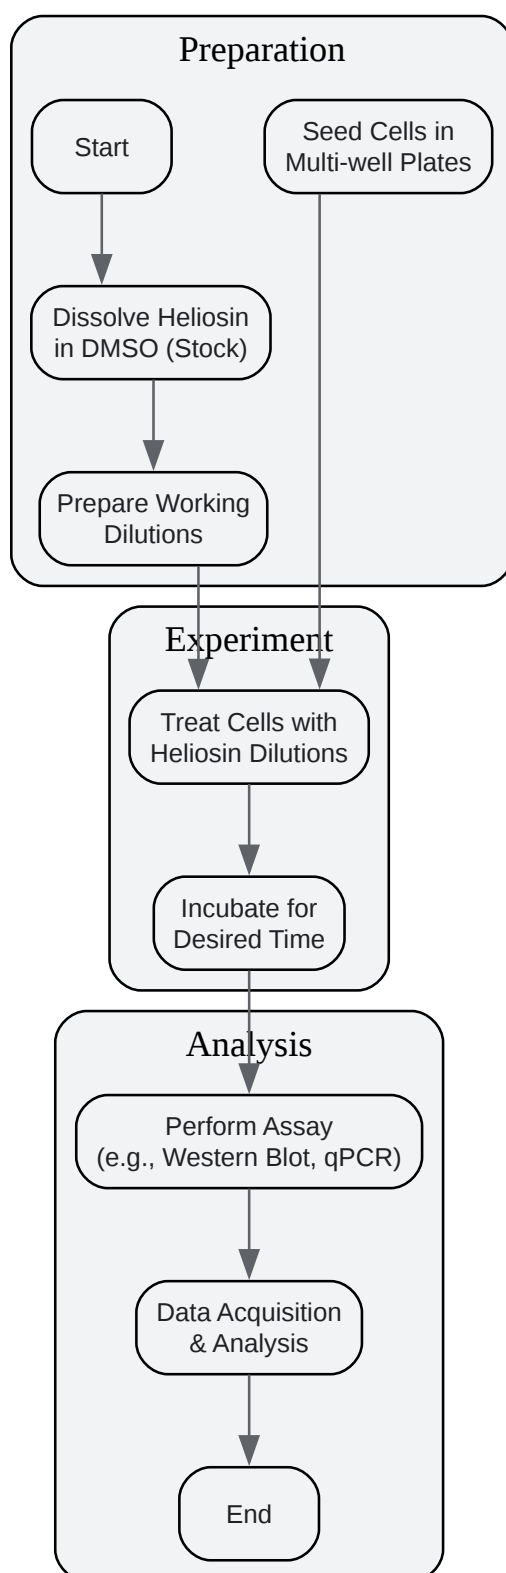 Preparation
Start
Seed Cells in
Multi-well Plates
Dissolve Heliosin
in DMSO (Stock)
Prepare Working
Dilutions
Experiment
Treat Cells with
Heliosin Dilutions
Incubate for
Desired Time
Analysis
Perform Assay
(e.g., Western Blot, qPCR)
Data Acquisition
& Analysis
End